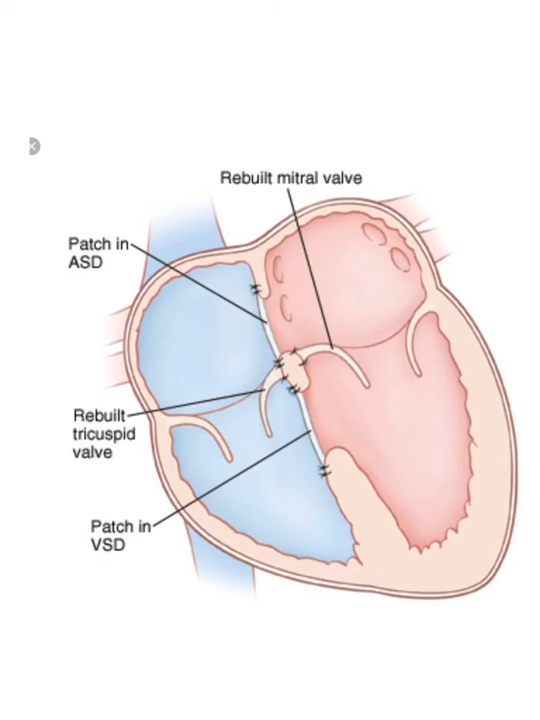 Rebuilt mitral valve
Patch in
ASD
Rebuilt
tricuspid
valve
Patch in
VSD